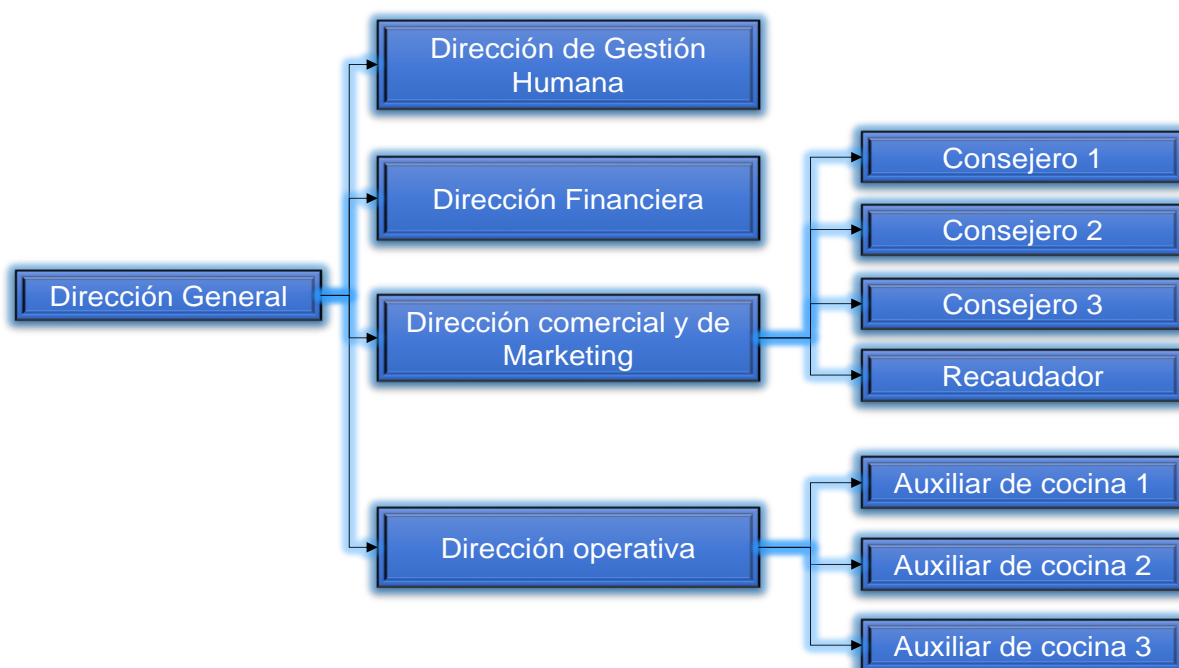 Dirección de Gestión
Humana
Dirección Financiera
Dirección General
Dirección comercial y de
Marketing
Dirección operativa
Consejero 1
Consejero 2
Consejero 3
Recaudador
Auxiliar de cocina 1
Auxiliar de cocina 2
Auxiliar de cocina 3